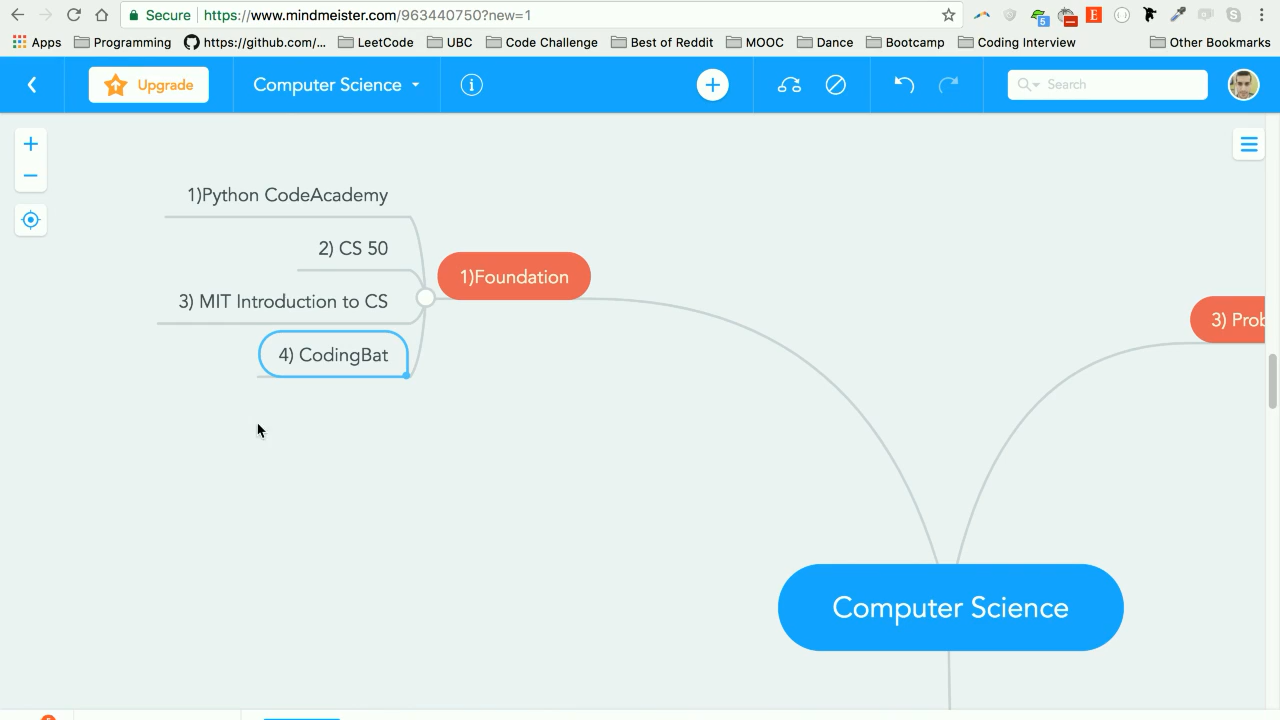 Secure https://www.mindmeister.com/963440750?new=1
5
Apps Programming https://github.com/... LeetCode UBC Code Challenge Best of Reddit MOOC Dance Bootcamp Coding Interview Other Bookmarks
Upgrade Computer Science Search
1)Python CodeAcademy
2) CS 50
1)Foundation
3) MIT Introduction to CS
3) Prob
4) CodingBat
Computer Science